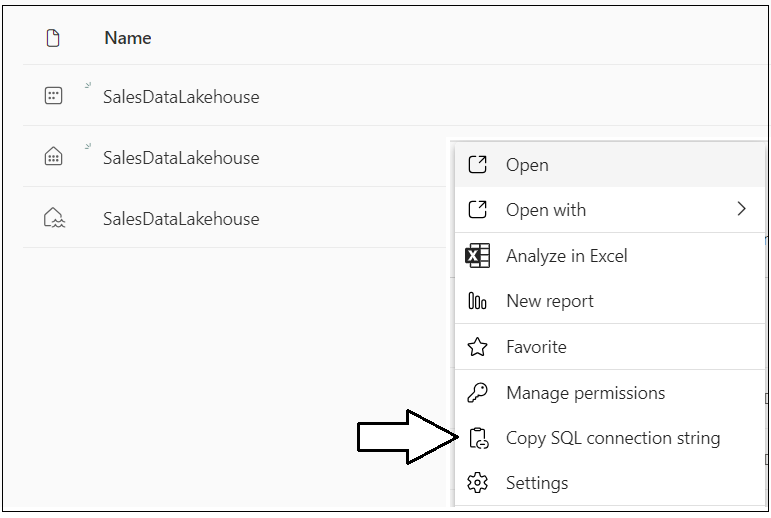 Name
SalesDataLakehouse
SalesDataLakehouse
SalesDataLakehouse
Open
Open with
Analyze in Excel
New report
Favorite
Manage permissions
Copy SQL connection string
Settings